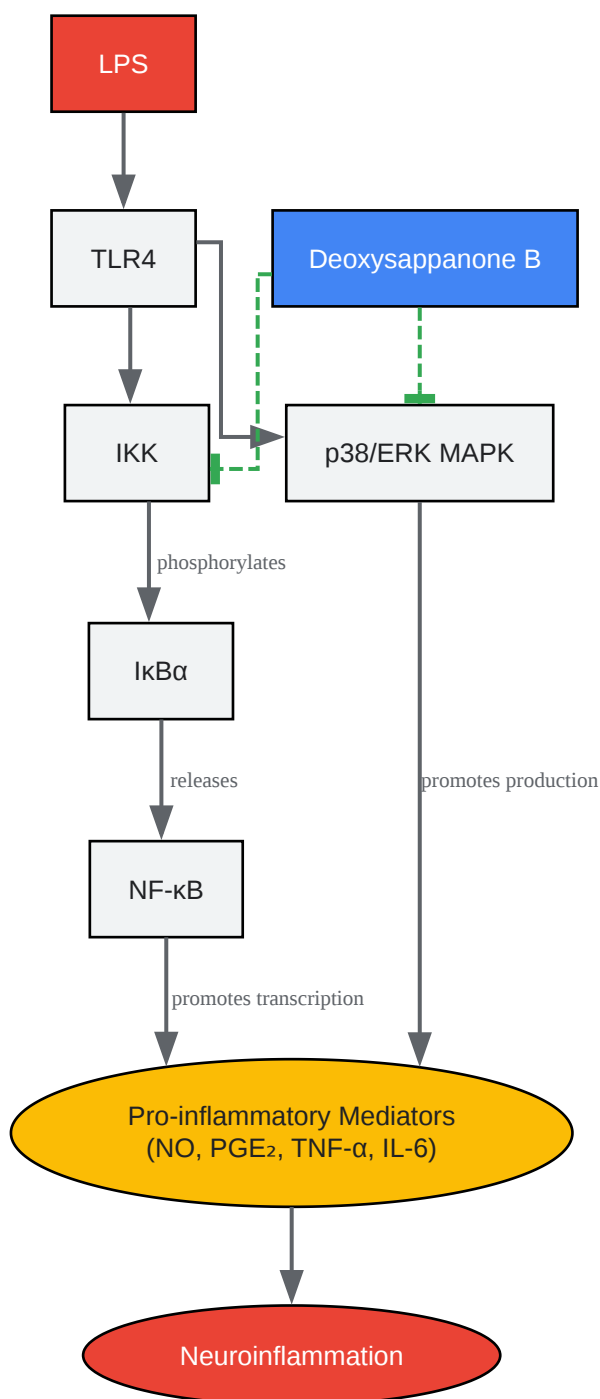 LPS
TLR4
Deoxysappanone B
IKK
p38/ERK MAPK
phosphorylates
IκBα
releases
promotes production
NF-κB
promotes transcription
Pro-inflammatory Mediators
(NO, PGE₂, TNF-α, IL-6)
Neuroinflammation